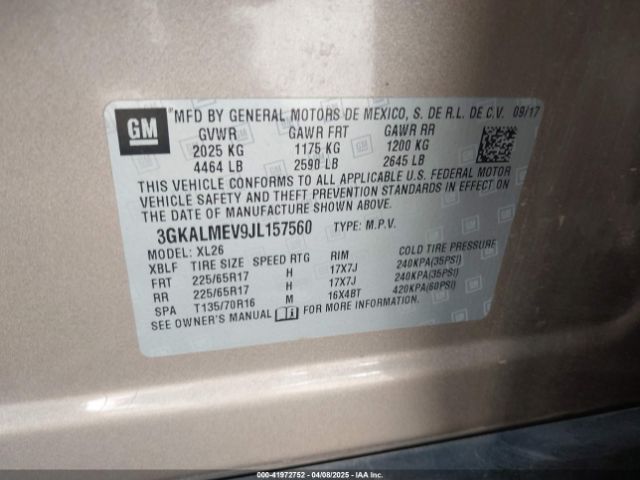 GM ®MFD BY GENERAL MOTORS DE MEXICO, S. DE R.L. DE C.V. 09/17
GVWR GAWR FRT GAWR RR
2025 KG 1175 KG 1200 KG
4464 LB 2590 LB 2645 LB
THIS VEHICLE CONFORMS TO ALL APPLICABLE U.S. FEDERAL MOTOR
VEHICLE SAFETY AND THEFT PREVENTION STANDARDS IN EFFECT ON
THE DATE OF MANUFACTURE SHOWN ABOVE.
3GKALMEV9JL157560 TYPE: M.P.V.
MODEL: XL26
XBLF TIRE SIZE SPEED RTG RIM COLD TIRE PRESSURE
FRT 225/65R17 H 17X7J 240KPA(35PSI)
RR 225/65R17 H 17X7J 240KPA(35PSI)
SPA T135/70R16 M 16X4BT 420KPA(60PSI)
SEE OWNER'S MANUAL FOR MORE INFORMATION.
000-41972752 - 04/08/2025 - COPYRIGHT IAA, LLC